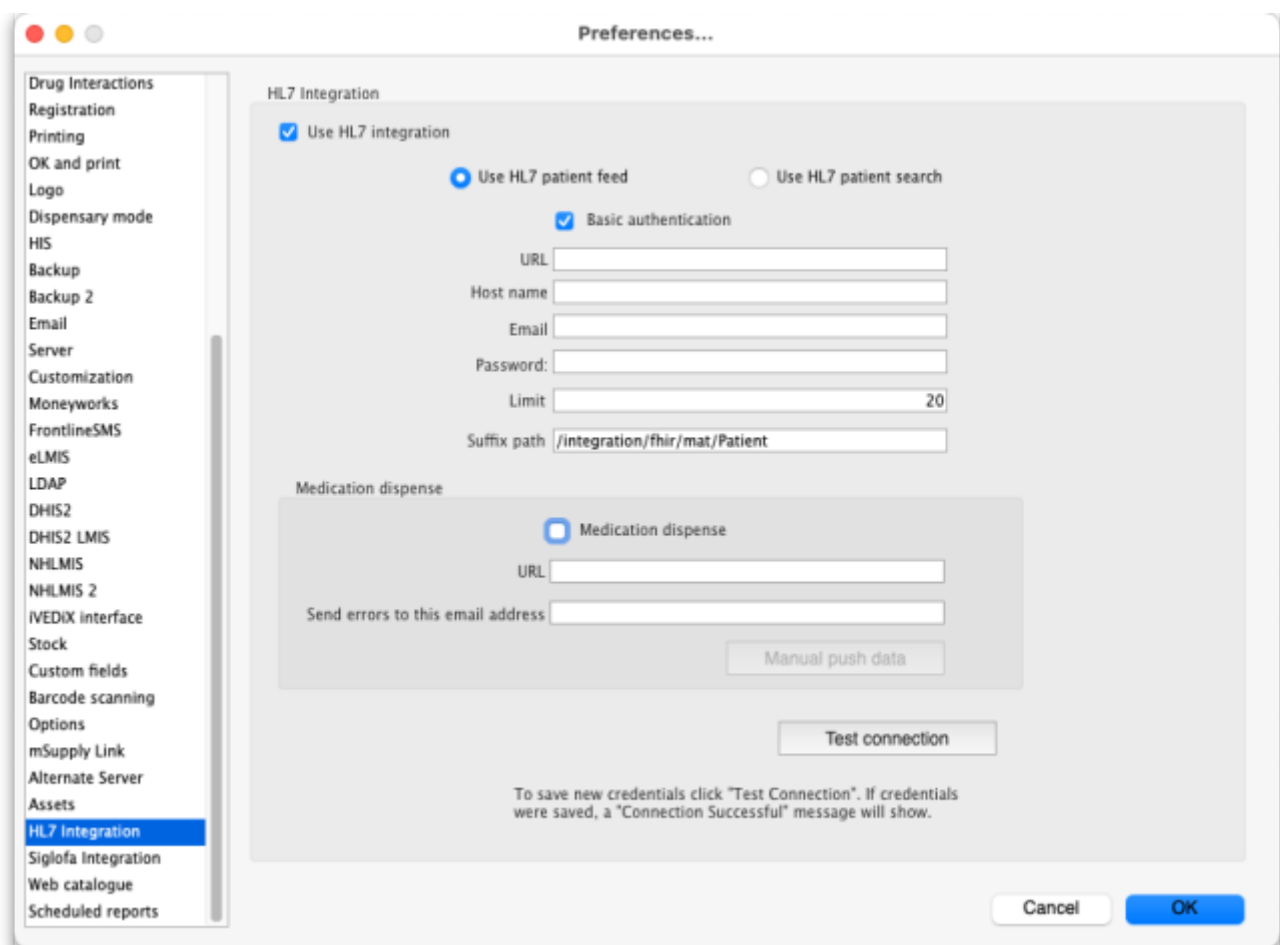 Preferences...
Drug Interactions
Registration
Printing
OK and print
Logo
Dispensary mode
HIS
Backup
Backup 2
Email
Server
Customization
Moneyworks
FrontlineSMS
eLMIS
LDAP
DHIS2
DHIS2 LMIS
NHLMIS
NHLMIS 2
iVEDiX interface
Stock
Custom fields
Barcode scanning
Options
mSupply Link
Alternate Server
Assets
HL7 Integration
Siglofa Integration
Web catalogue
Scheduled reports
HL7 Integration
Use HL7 integration
Use HL7 patient feed Use HL7 patient search
Basic authentication
URL
Host name
Email
Password:
Limit 20
Suffix path /integration/fhir/mat/Patient
Medication dispense
Medication dispense
URL
Send errors to this email address
Manual push data
Test connection
To save new credentials click "Test Connection". If credentials
were saved, a "Connection Successful" message will show.
Cancel OK